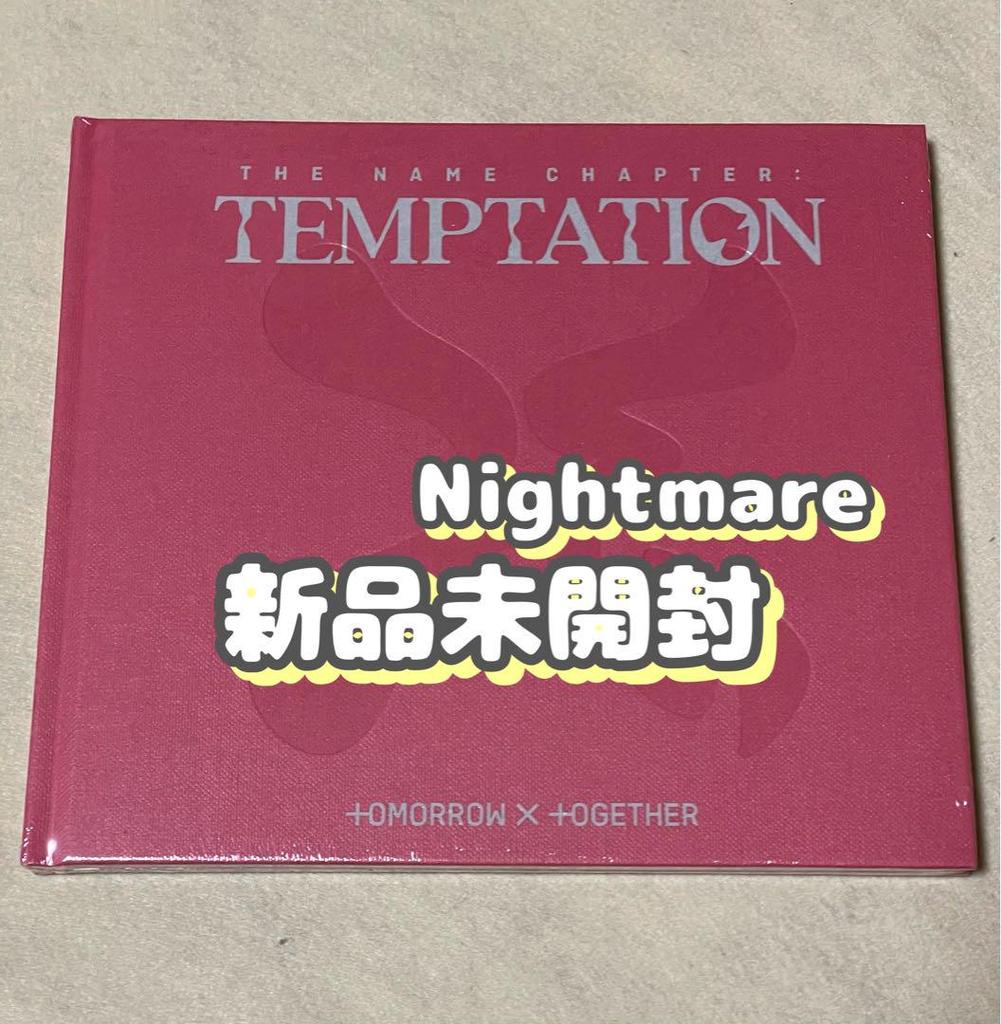 THE NAME CHAPTER:
TEMPTATION
Nightmare
新品未開封
TOMORROW X TOGETHER